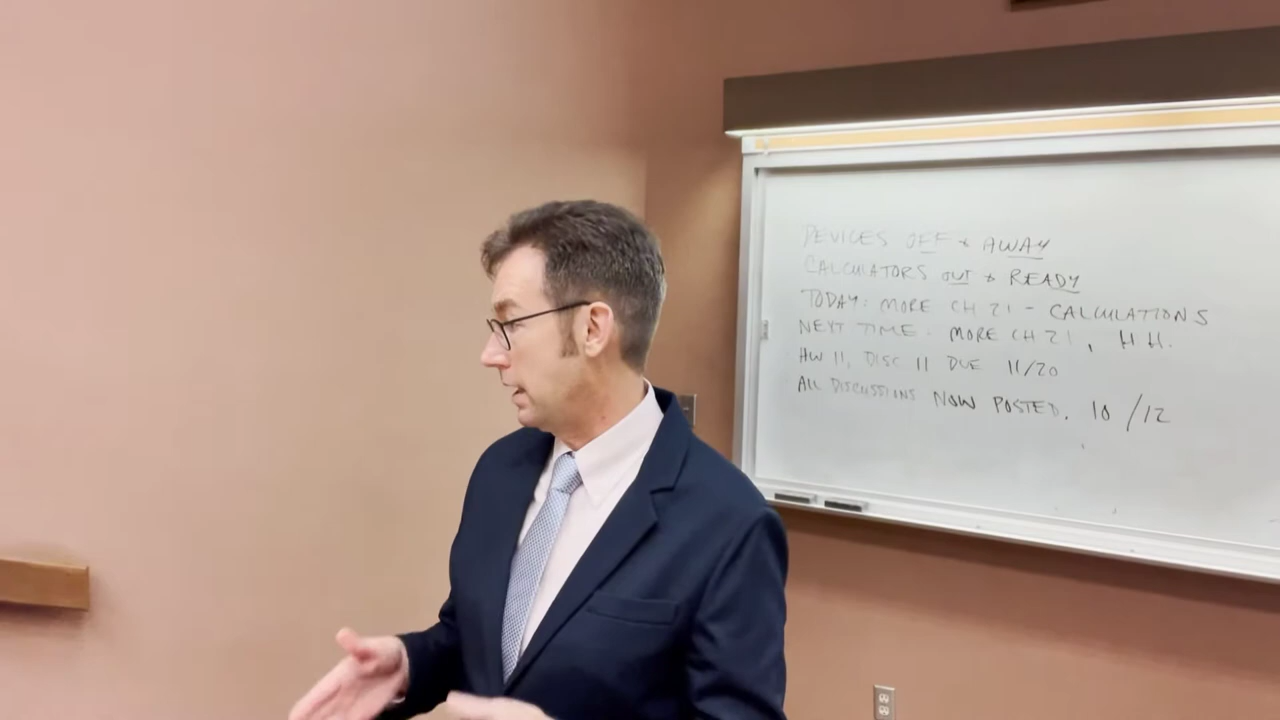 DEVICES OFF & AWAY
CALCULATORS OUT & READY
TODAY: MORE CH 21 - CALCULATIONS
NEXT TIME: MORE CH 21, HH.
HW 11, DISC 11 DUE 11/20
ALL DISCUSSIONS NOW POSTED. 10 /12